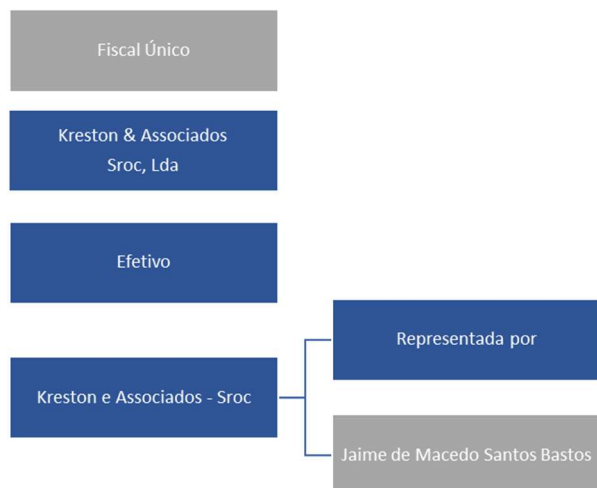 Fiscal Único
Kreston & Associados
Sroc, Lda
Efetivo
Kreston e Associados - Sroc
Representada por
Jaime de Macedo Santos Bastos